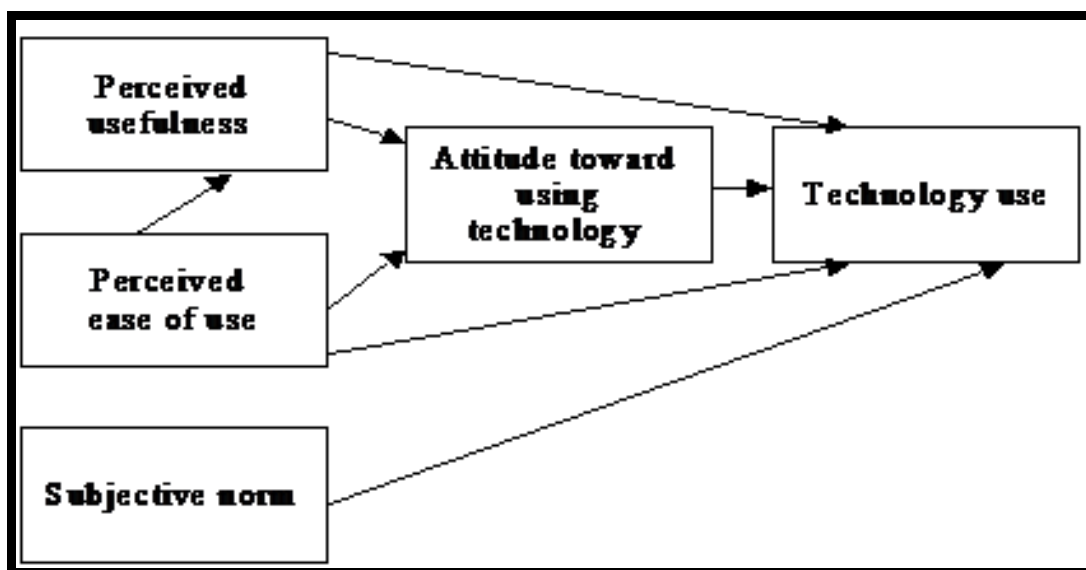 Perceived
usefulness
Attitude toward
using
technology
Technology use
Perceived
ease of use
Subjective norm